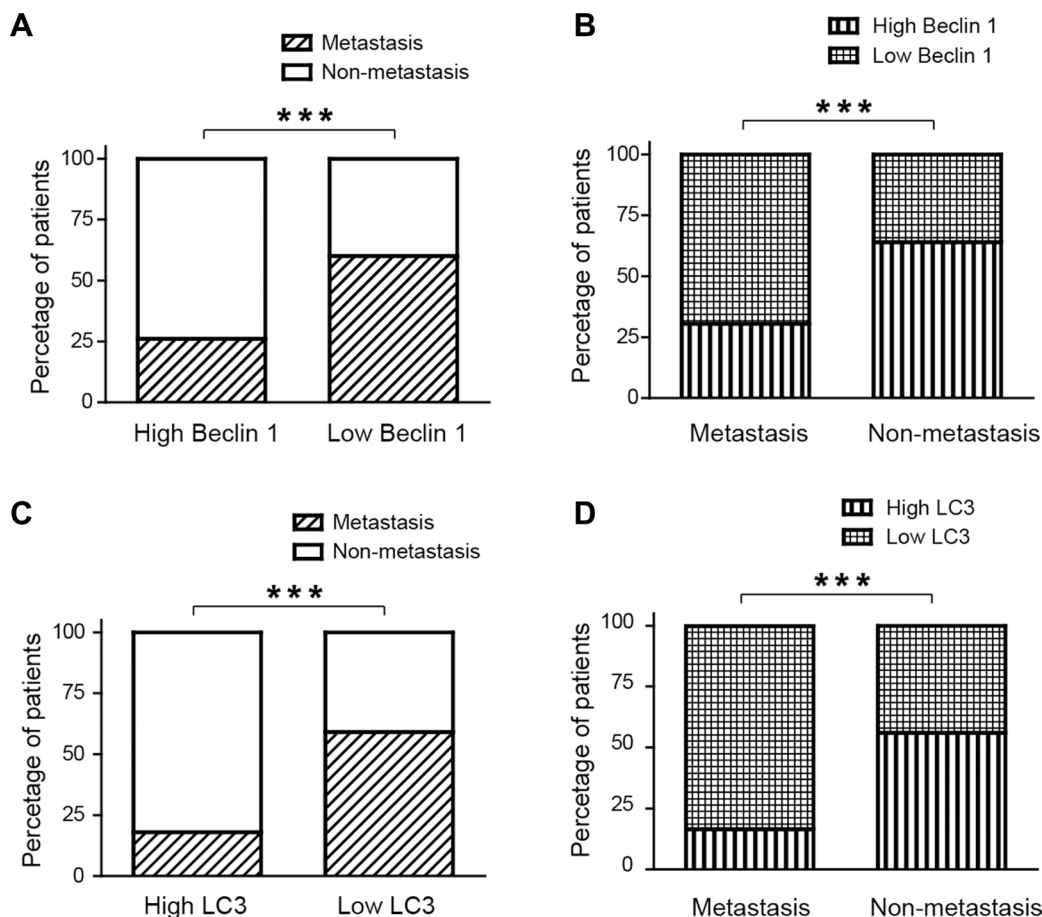 A
Metastasis
Non-metastasis
***
Percetage of patients
100
75
50
25
0
High Beclin 1
Low Beclin 1
B
High Beclin 1
Low Beclin 1
***
Percetage of patients
100
75
50
25
0
Metastasis
Non-metastasis
C
Metastasis
Non-metastasis
***
Percetage of patients
100
75
50
25
0
High LC3
Low LC3
D
High LC3
Low LC3
***
Percetage of patients
100
75
50
25
0
Metastasis
Non-metastasis